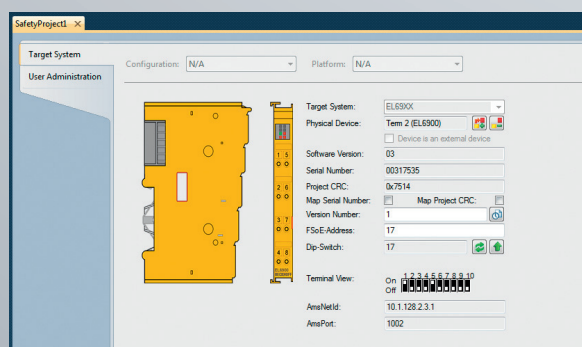 SafetyProject1 ×
Target System
User Administration
Configuration: N/A Platform: N/A
Target System: EL69XX
Physical Device: Term 2 (EL6900)
Device is an external device
Software Version: 03
Serial Number: 00317535
Project CRC: 0x7514
Map Serial Number: Map Project CRC:
Version Number: 1
FSoE-Address: 17
Dip-Switch: 17
Terminal View: On 1 2 3 4 5 6 7 8 9 10
Off
AmsNetId: 10.1.128.2.3.1
AmsPort: 1002
1 5
2 6
3 7
4 8
EL6900